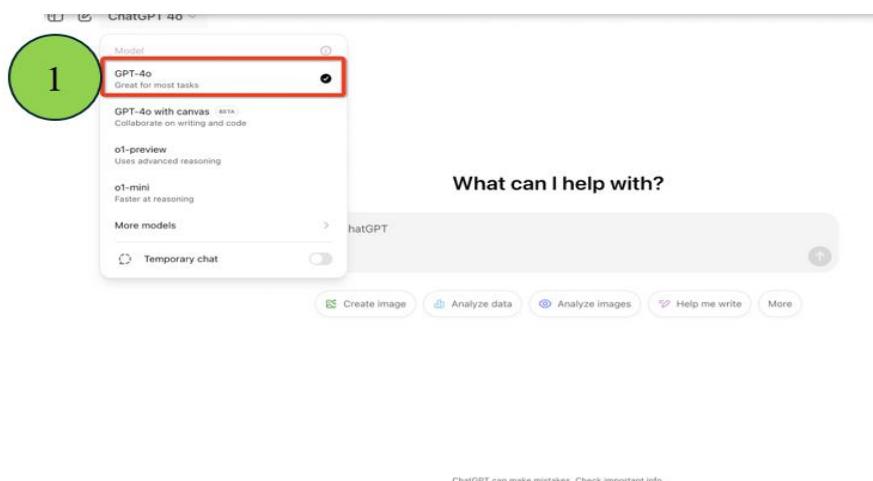 ChatGPT 4o
Model
1
GPT-4o
Great for most tasks
GPT-4o with canvas BETA
Collaborate on writing and code
o1-preview
Uses advanced reasoning
o1-mini
Faster at reasoning
More models
Temporary chat
What can I help with?
hatGPT
Create image
Analyze data
Analyze images
Help me write
More
ChatGPT can make mistakes. Check important info.